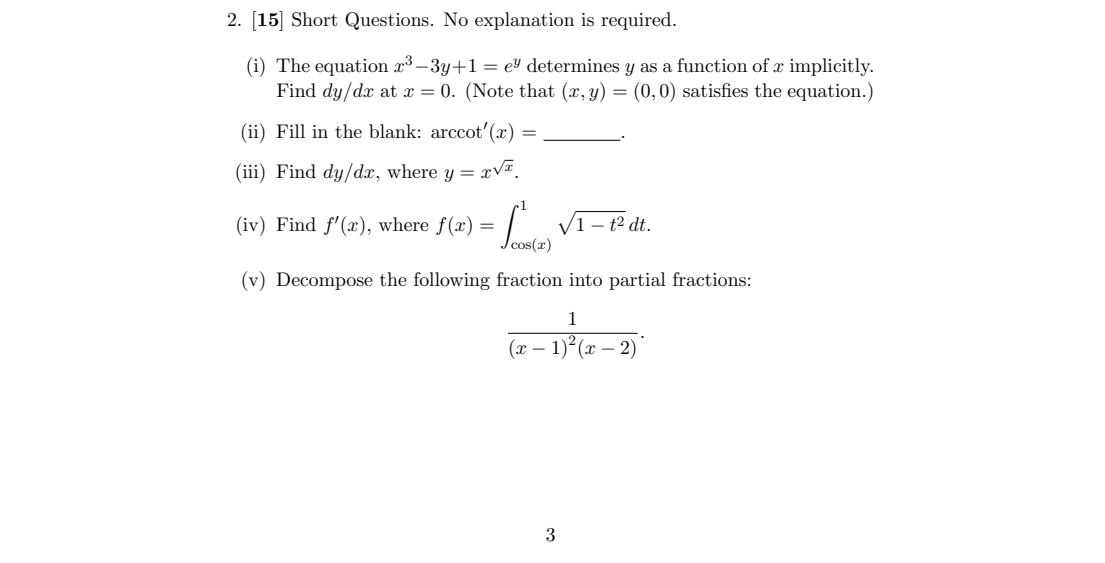 2. [15] Short Questions. No explanation is required.
(i) The equation x³−3y+1 = e^y determines y as a function of x implicitly.
Find dy/dx at x = 0. (Note that (x, y) = (0, 0) satisfies the equation.)
(ii) Fill in the blank: arccot′(x) = ________.
(iii) Find dy/dx, where y = x^√x.
(iv) Find f′(x), where f(x) = ∫_{cos(x)}^{1} √(1 − t²) dt.
(v) Decompose the following fraction into partial fractions:
1
(x − 1)²(x − 2).
3